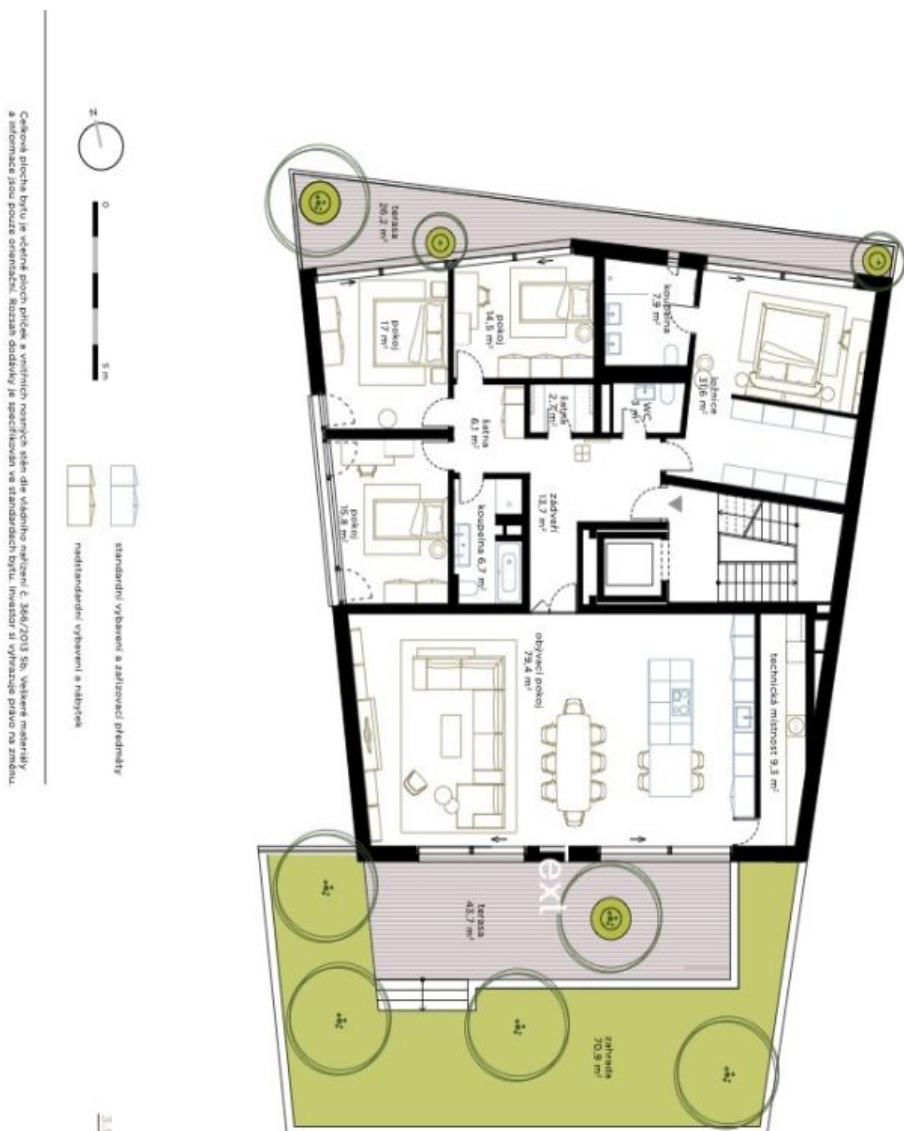 terasa
26,2 m²
pokoj
17 m²
pokoj
14,5 m²
koupelna
7,9 m²
ložnice
31,6 m²
šatna
2,7 m²
WC
3 m²
šatna
6,1 m²
pokoj
15,8 m²
koupelna 6,7 m²
zádveří
13,7 m²
obývací pokoj
79,4 m²
technická místnost 9,3 m²
terasa
43,7 m²
ext
zahrada
70,9 m²
N
0
5 m
standardní vybavení a zařizovací předměty
nadstandardní vybavení a nábytek
Celková plocha bytu je včetně ploch příček a vnitřních nosných stěn dle vládního nařízení č. 366/2013 Sb. Veškeré materiály
a informace jsou pouze orientační. Rozsah dodávky je specifikován ve standardech bytu. Investor si vyhrazuje právo na změnu.